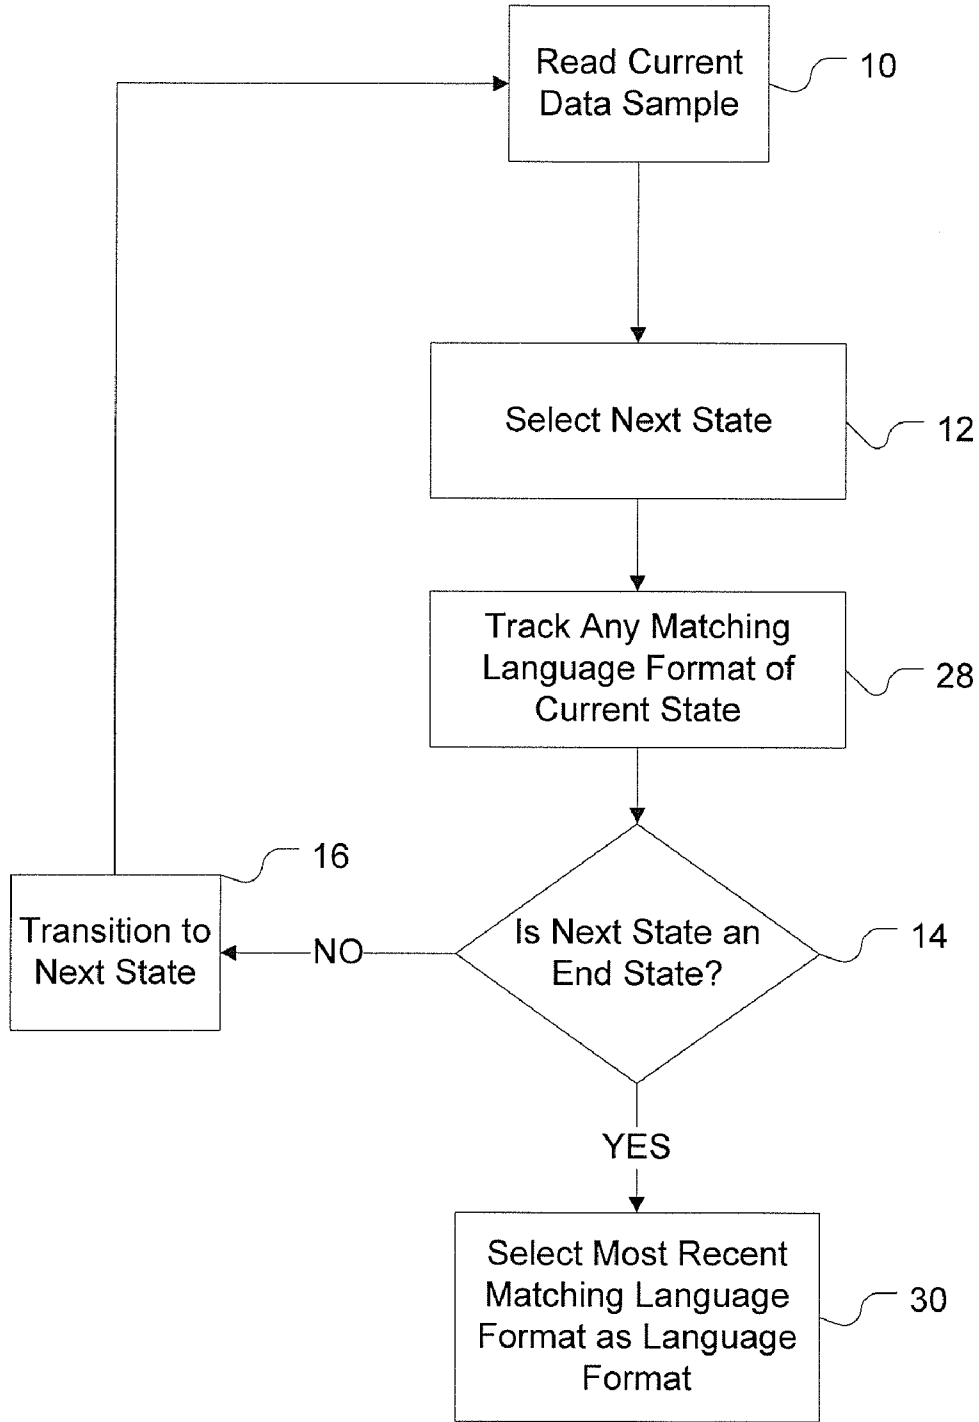 Read Current
Data Sample
10
Select Next State
12
Track Any Matching
Language Format of
Current State
28
16
Transition to
Next State
NO
Is Next State an
End State?
14
YES
Select Most Recent
Matching Language
Format as Language
Format
30